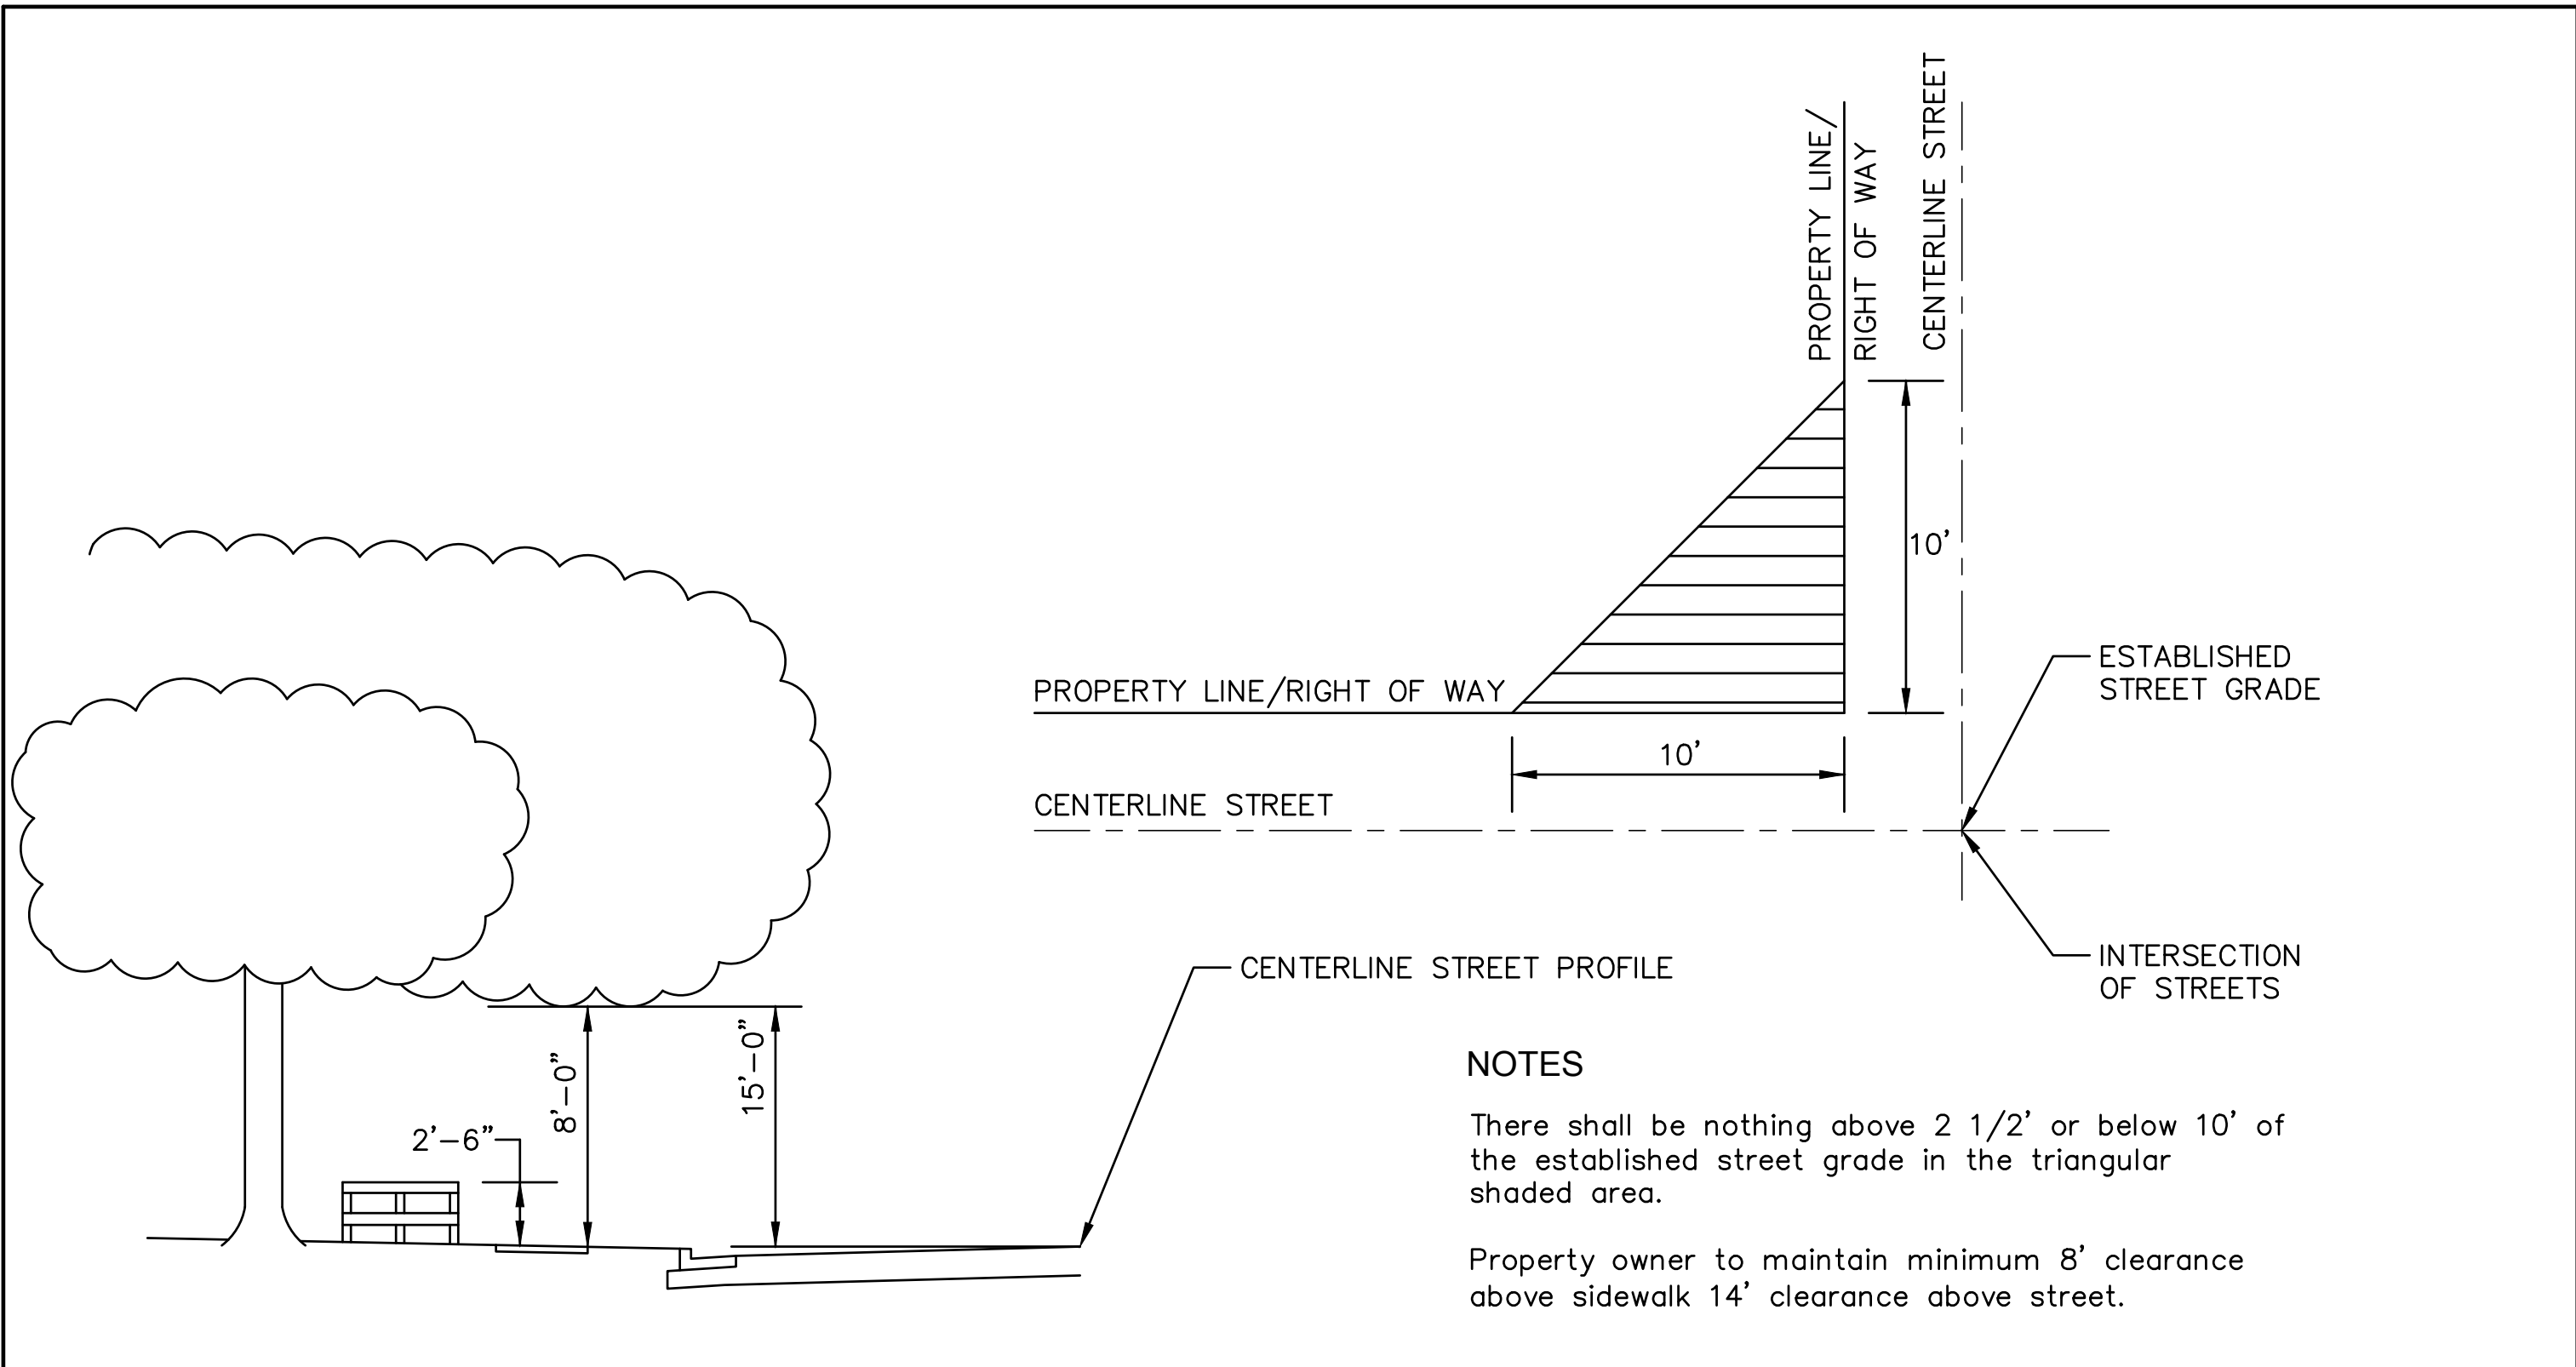 PROPERTY LINE/
RIGHT OF WAY
CENTERLINE STREET
10’
PROPERTY LINE/RIGHT OF WAY
10’
CENTERLINE STREET
ESTABLISHED
STREET GRADE
INTERSECTION
OF STREETS
CENTERLINE STREET PROFILE
2’-6”
8’-0”
15’-0”
NOTES
There shall be nothing above 2 1/2’ or below 10’ of
the established street grade in the triangular
shaded area.
Property owner to maintain minimum 8’ clearance
above sidewalk 14’ clearance above street.